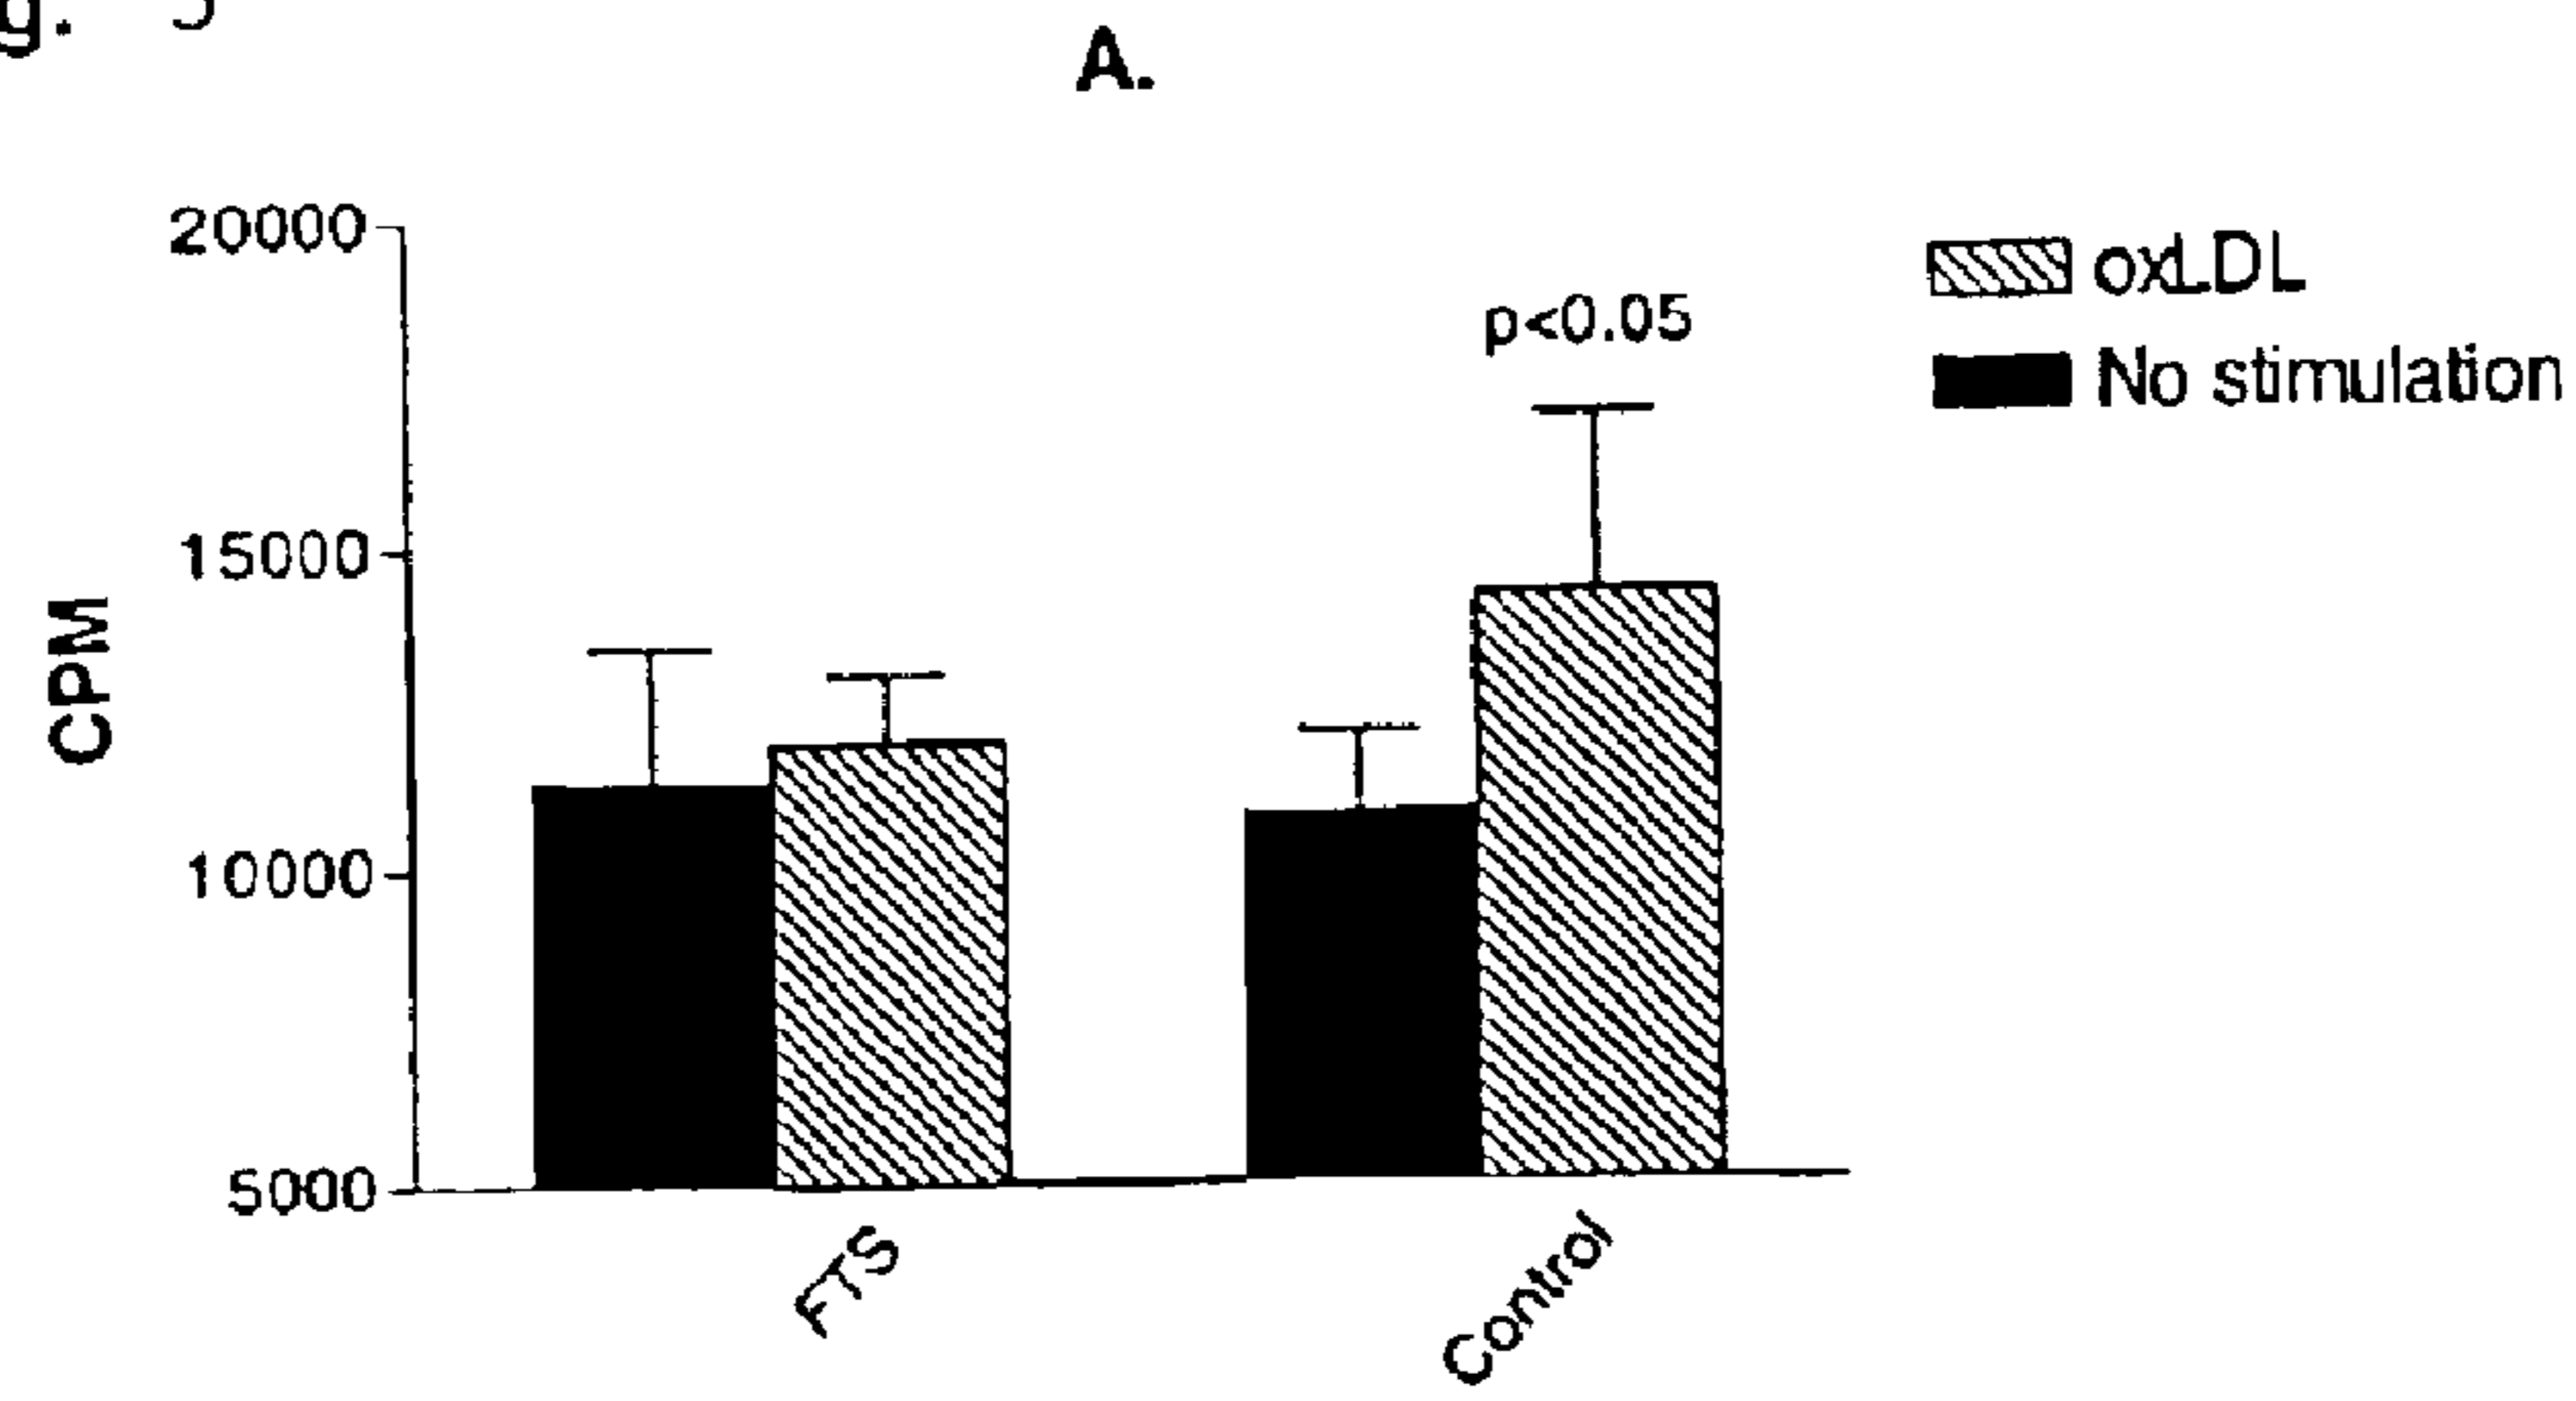 A.
20000
15000
10000
5000
CPM
p<0.05
oxLDL
No stimulation
FTS
Control